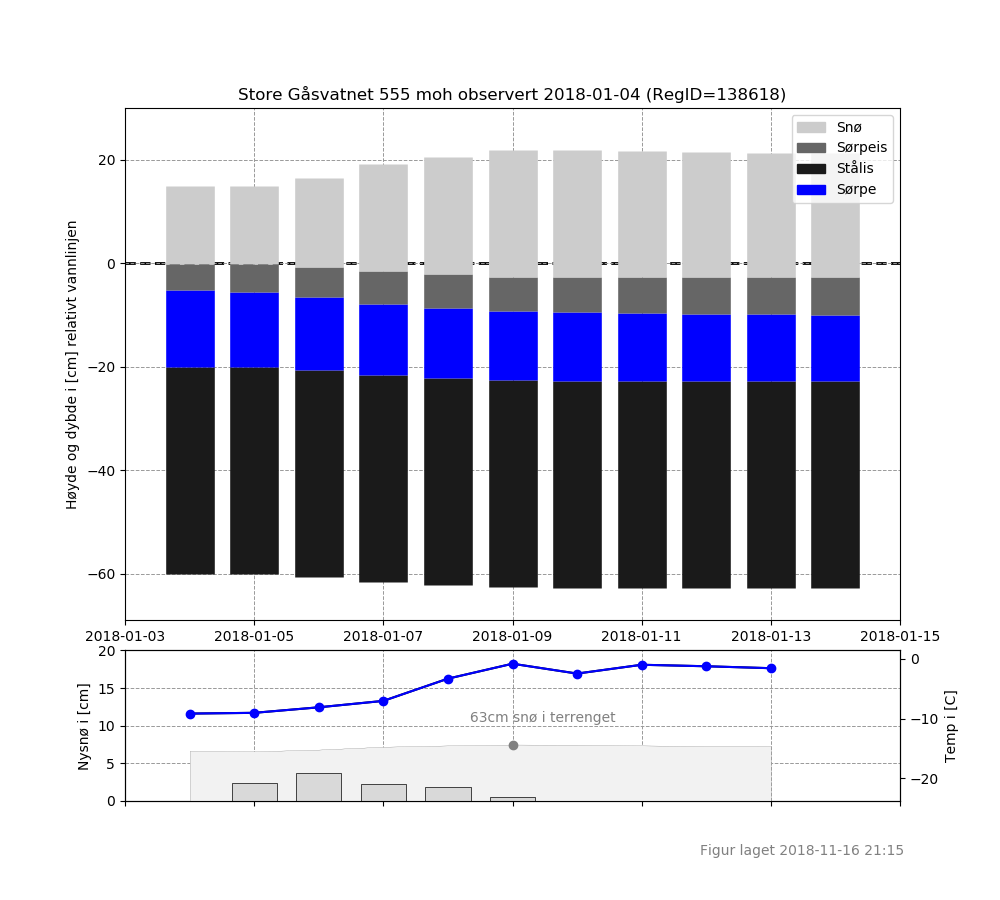 Store Gåsvatnet 555 moh observert 2018-01-04 (RegID=138618)
Snø
Sørpeis
Stålis
Sørpe
Høyde og dybde i [cm] relativt vannlinjen
20
0
−20
−40
−60
2018-01-03 2018-01-05 2018-01-07 2018-01-09 2018-01-11 2018-01-13 2018-01-15
Nysnø i [cm]
20
15
10
5
0
63cm snø i terrenget
0
−10
−20
Temp i [C]
Figur laget 2018-11-16 21:15